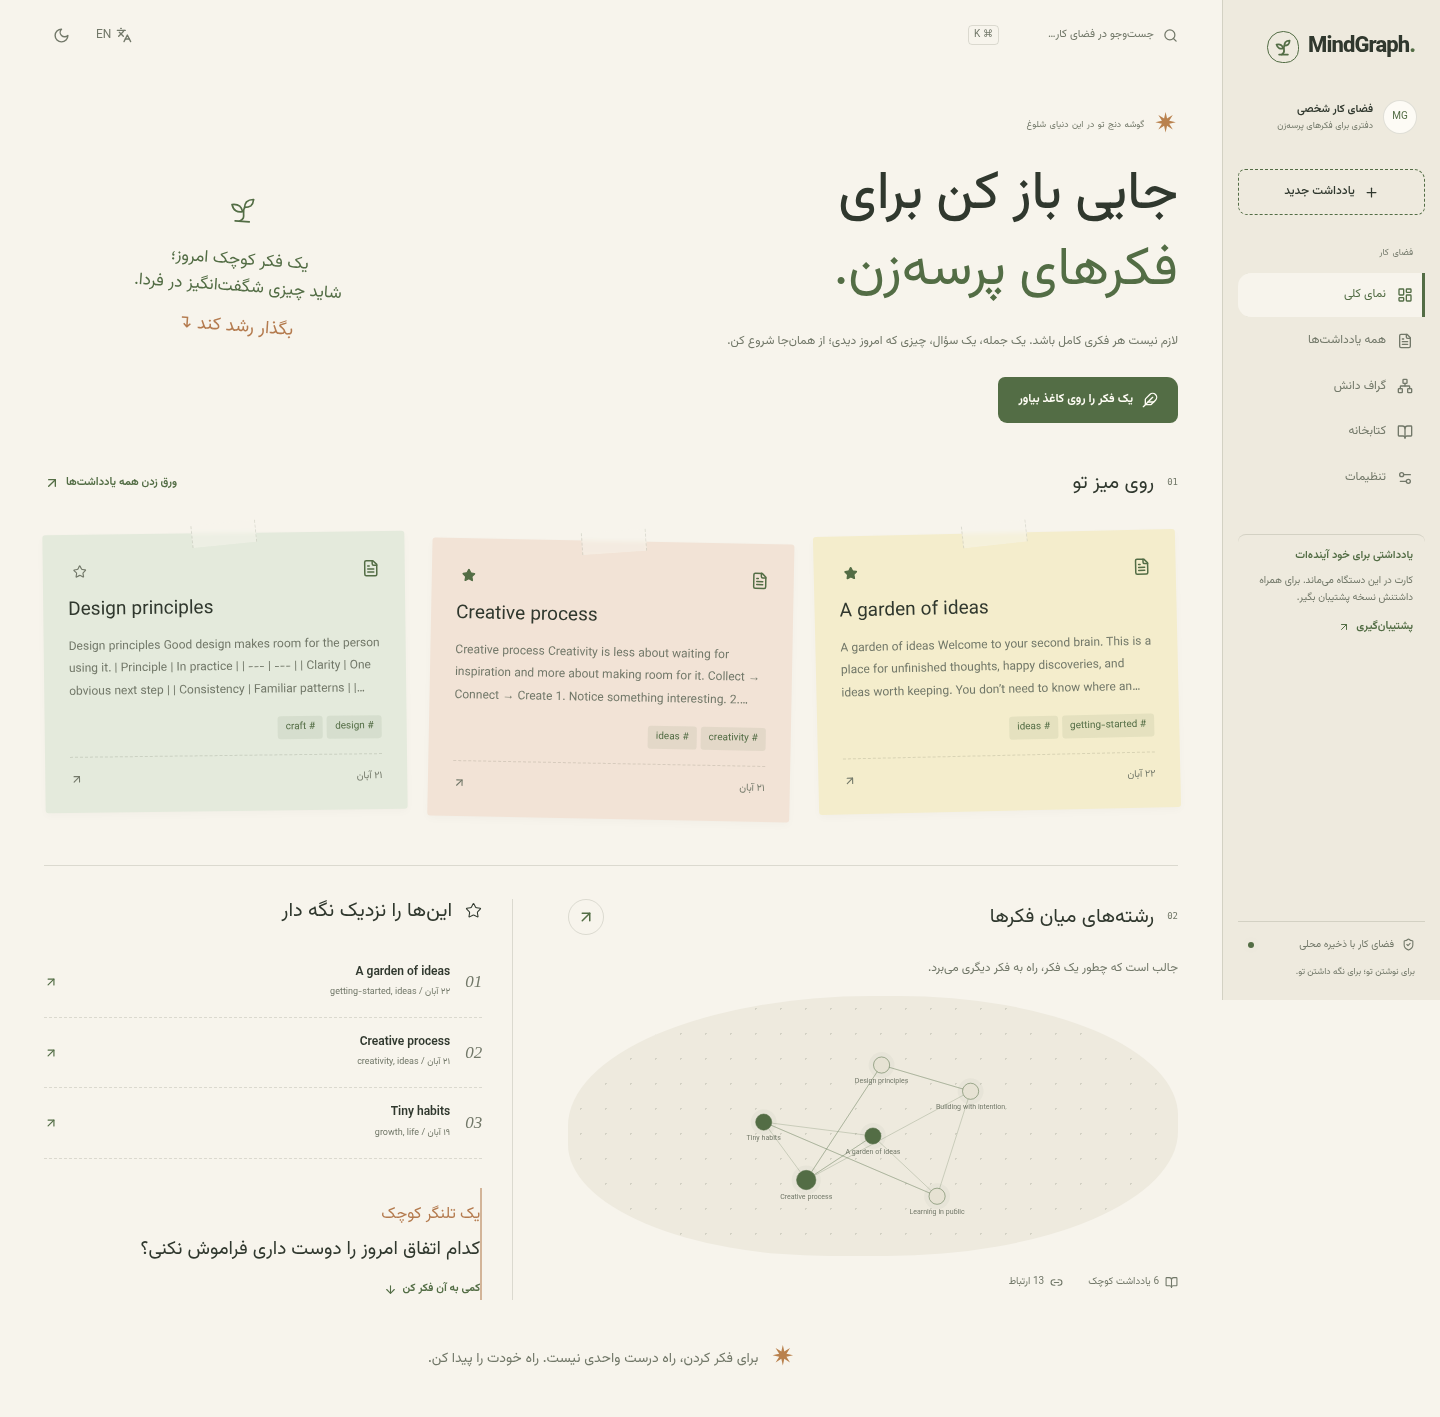 MindGraph.
MG
فضای کار شخصی
دفتری برای فکرهای پرسه‌زن
یادداشت جدید
فضای کار
نمای کلی
همه یادداشت‌ها
گراف دانش
کتابخانه
تنظیمات
یادداشتی برای خود آینده‌ات
کارت در این دستگاه می‌ماند. برای همراه
داشتنش نسخه پشتیبان بگیر.
پشتیبان‌گیری
فضای کار با ذخیره محلی
برای نوشتن تو؛ برای نگه داشتن تو.
جست‌وجو در فضای کار...
⌘ K
EN
گوشه دنج تو در این دنیای شلوغ
جایی باز کن برای
فکرهای پرسه‌زن.
لازم نیست هر فکری کامل باشد. یک جمله، یک سؤال، چیزی که امروز دیدی؛ از همان‌جا شروع کن.
یک فکر را روی کاغذ بیاور
یک فکر کوچک امروز؛
شاید چیزی شگفت‌انگیز در فردا.
بگذار رشد کند ↴
01
روی میز تو
ورق زدن همه یادداشت‌ها
A garden of ideas
A garden of ideas Welcome to your second brain. This is a
place for unfinished thoughts, happy discoveries, and
ideas worth keeping. You don’t need to know where an…
# getting-started
# ideas
۲۲ آبان
Creative process
Creative process Creativity is less about waiting for
inspiration and more about making room for it. Collect →
Connect → Create 1. Notice something interesting. 2.…
# creativity
# ideas
۲۱ آبان
Design principles
Design principles Good design makes room for the person
using it. | Principle | In practice | | --- | --- | | Clarity | One
obvious next step | | Consistency | Familiar patterns | |…
# design
# craft
۲۱ آبان
02
رشته‌های میان فکرها
جالب است که چطور یک فکر، راه به فکر دیگری می‌برد.
Design principles
Building with intention.
Tiny habits
A garden of ideas
Creative process
Learning in public
6 یادداشت کوچک
13 ارتباط
این‌ها را نزدیک نگه دار
01
A garden of ideas
۲۲ آبان / getting-started, ideas
02
Creative process
۲۱ آبان / creativity, ideas
03
Tiny habits
۱۹ آبان / growth, life
یک تلنگر کوچک
کدام اتفاق امروز را دوست داری فراموش نکنی؟
کمی به آن فکر کن
برای فکر کردن، راه درست واحدی نیست. راه خودت را پیدا کن.